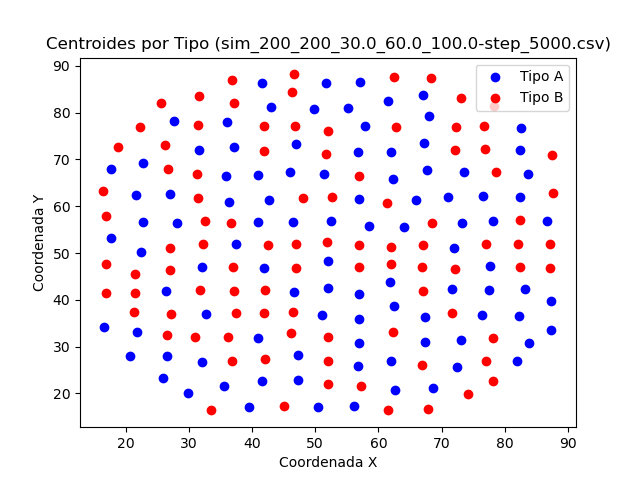 Centroides por Tipo (sim_200_200_30.0_60.0_100.0-step_5000.csv)
Tipo A
Tipo B
90
80
70
60
50
40
30
20
Coordenada Y
20 30 40 50 60 70 80 90
Coordenada X